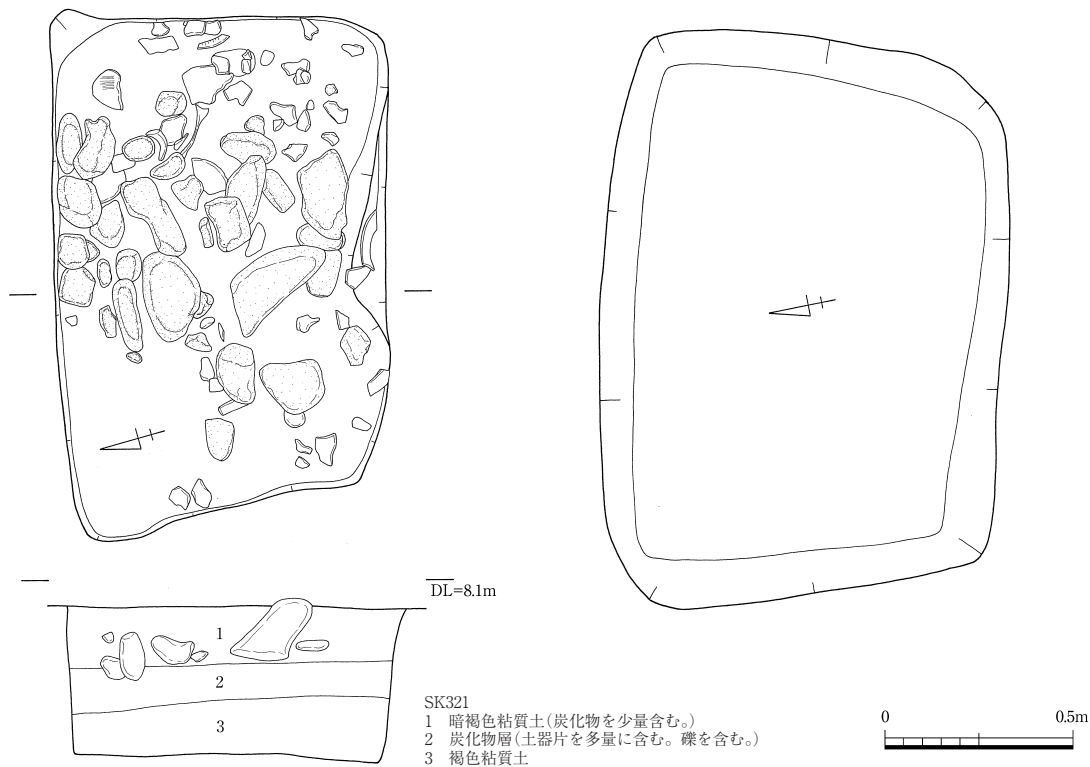 DL=8.1m
1
2
3
SK321
1 暗褐色粘質土（炭化物を少量含む。）
2 炭化物層（土器片を多量に含む。礫を含む。）
3 褐色粘質土
0 0.5m